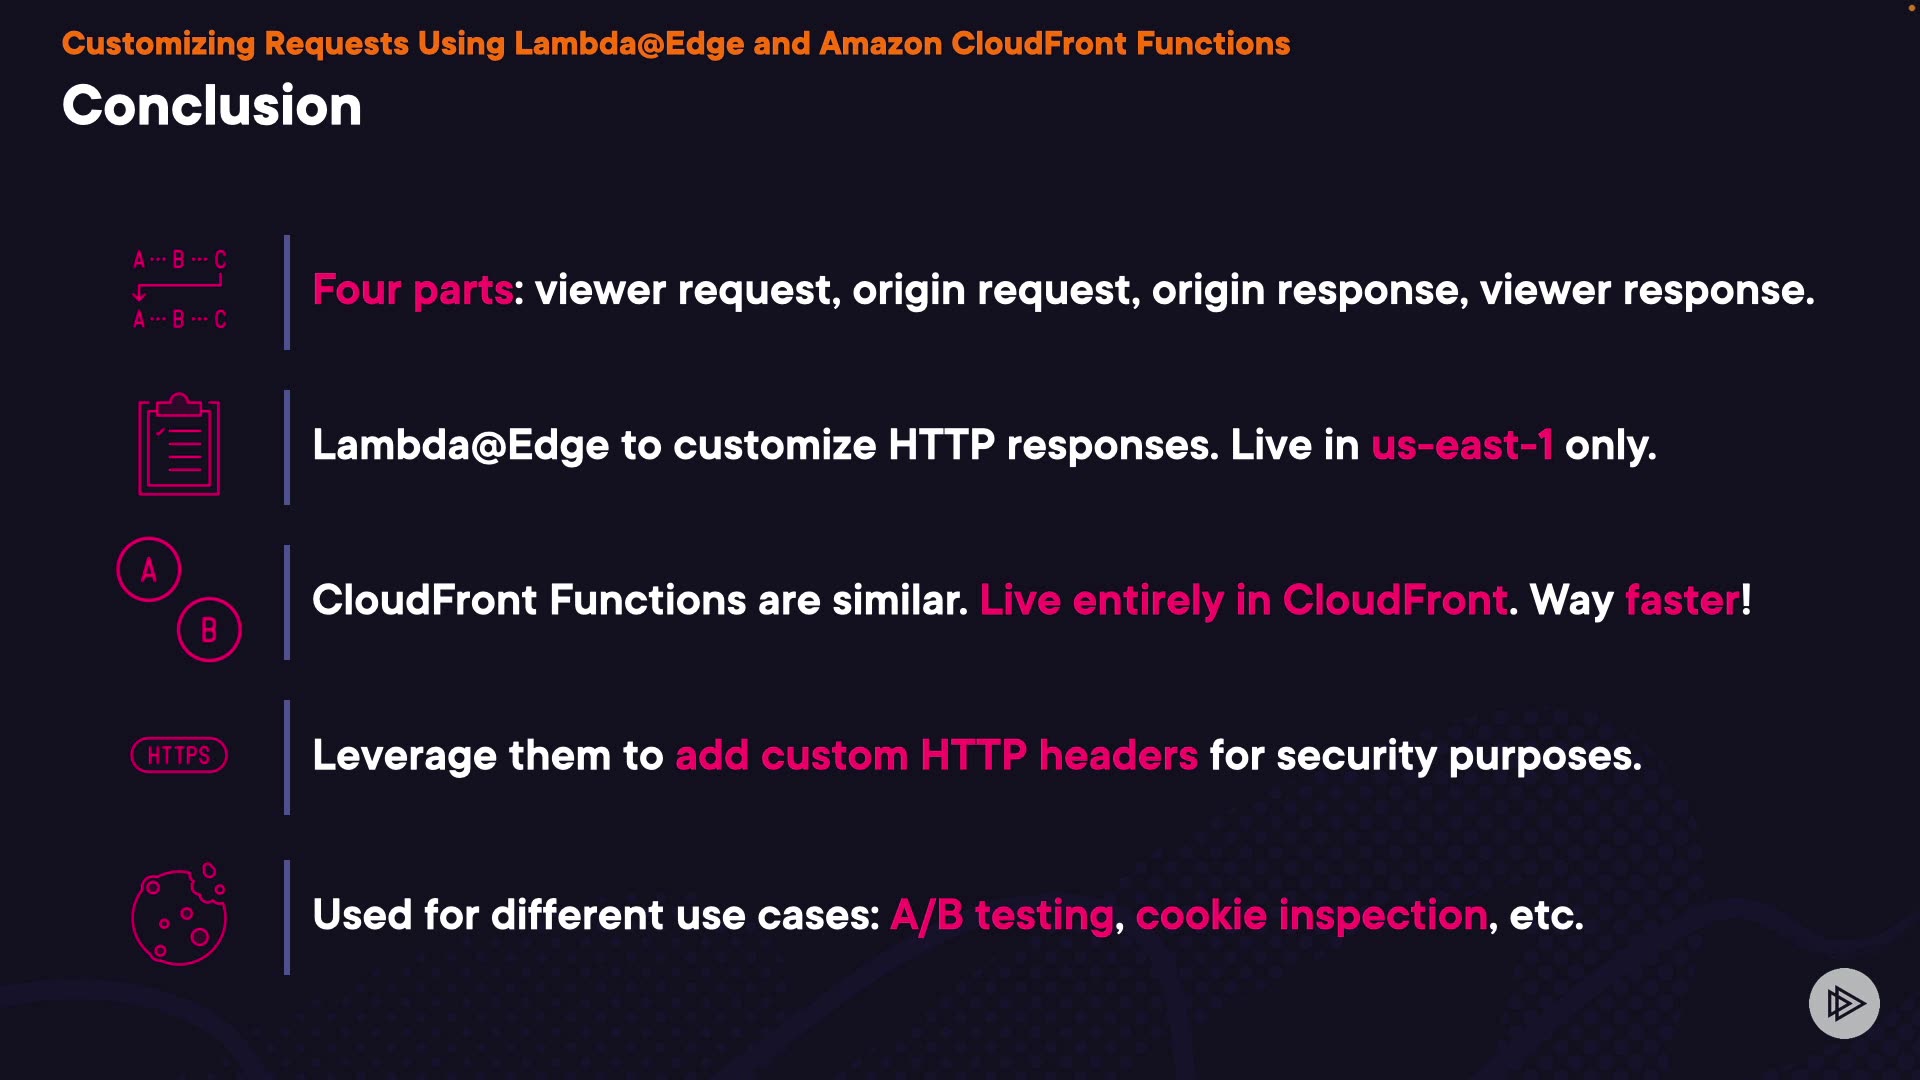 Customizing Requests Using Lambda@Edge and Amazon CloudFront Functions
Conclusion
A ··· B ··· C
A ··· B ··· C
Four parts: viewer request, origin request, origin response, viewer response.
Lambda@Edge to customize HTTP responses. Live in us-east-1 only.
A
B
CloudFront Functions are similar. Live entirely in CloudFront. Way faster!
HTTPS
Leverage them to add custom HTTP headers for security purposes.
Used for different use cases: A/B testing, cookie inspection, etc.